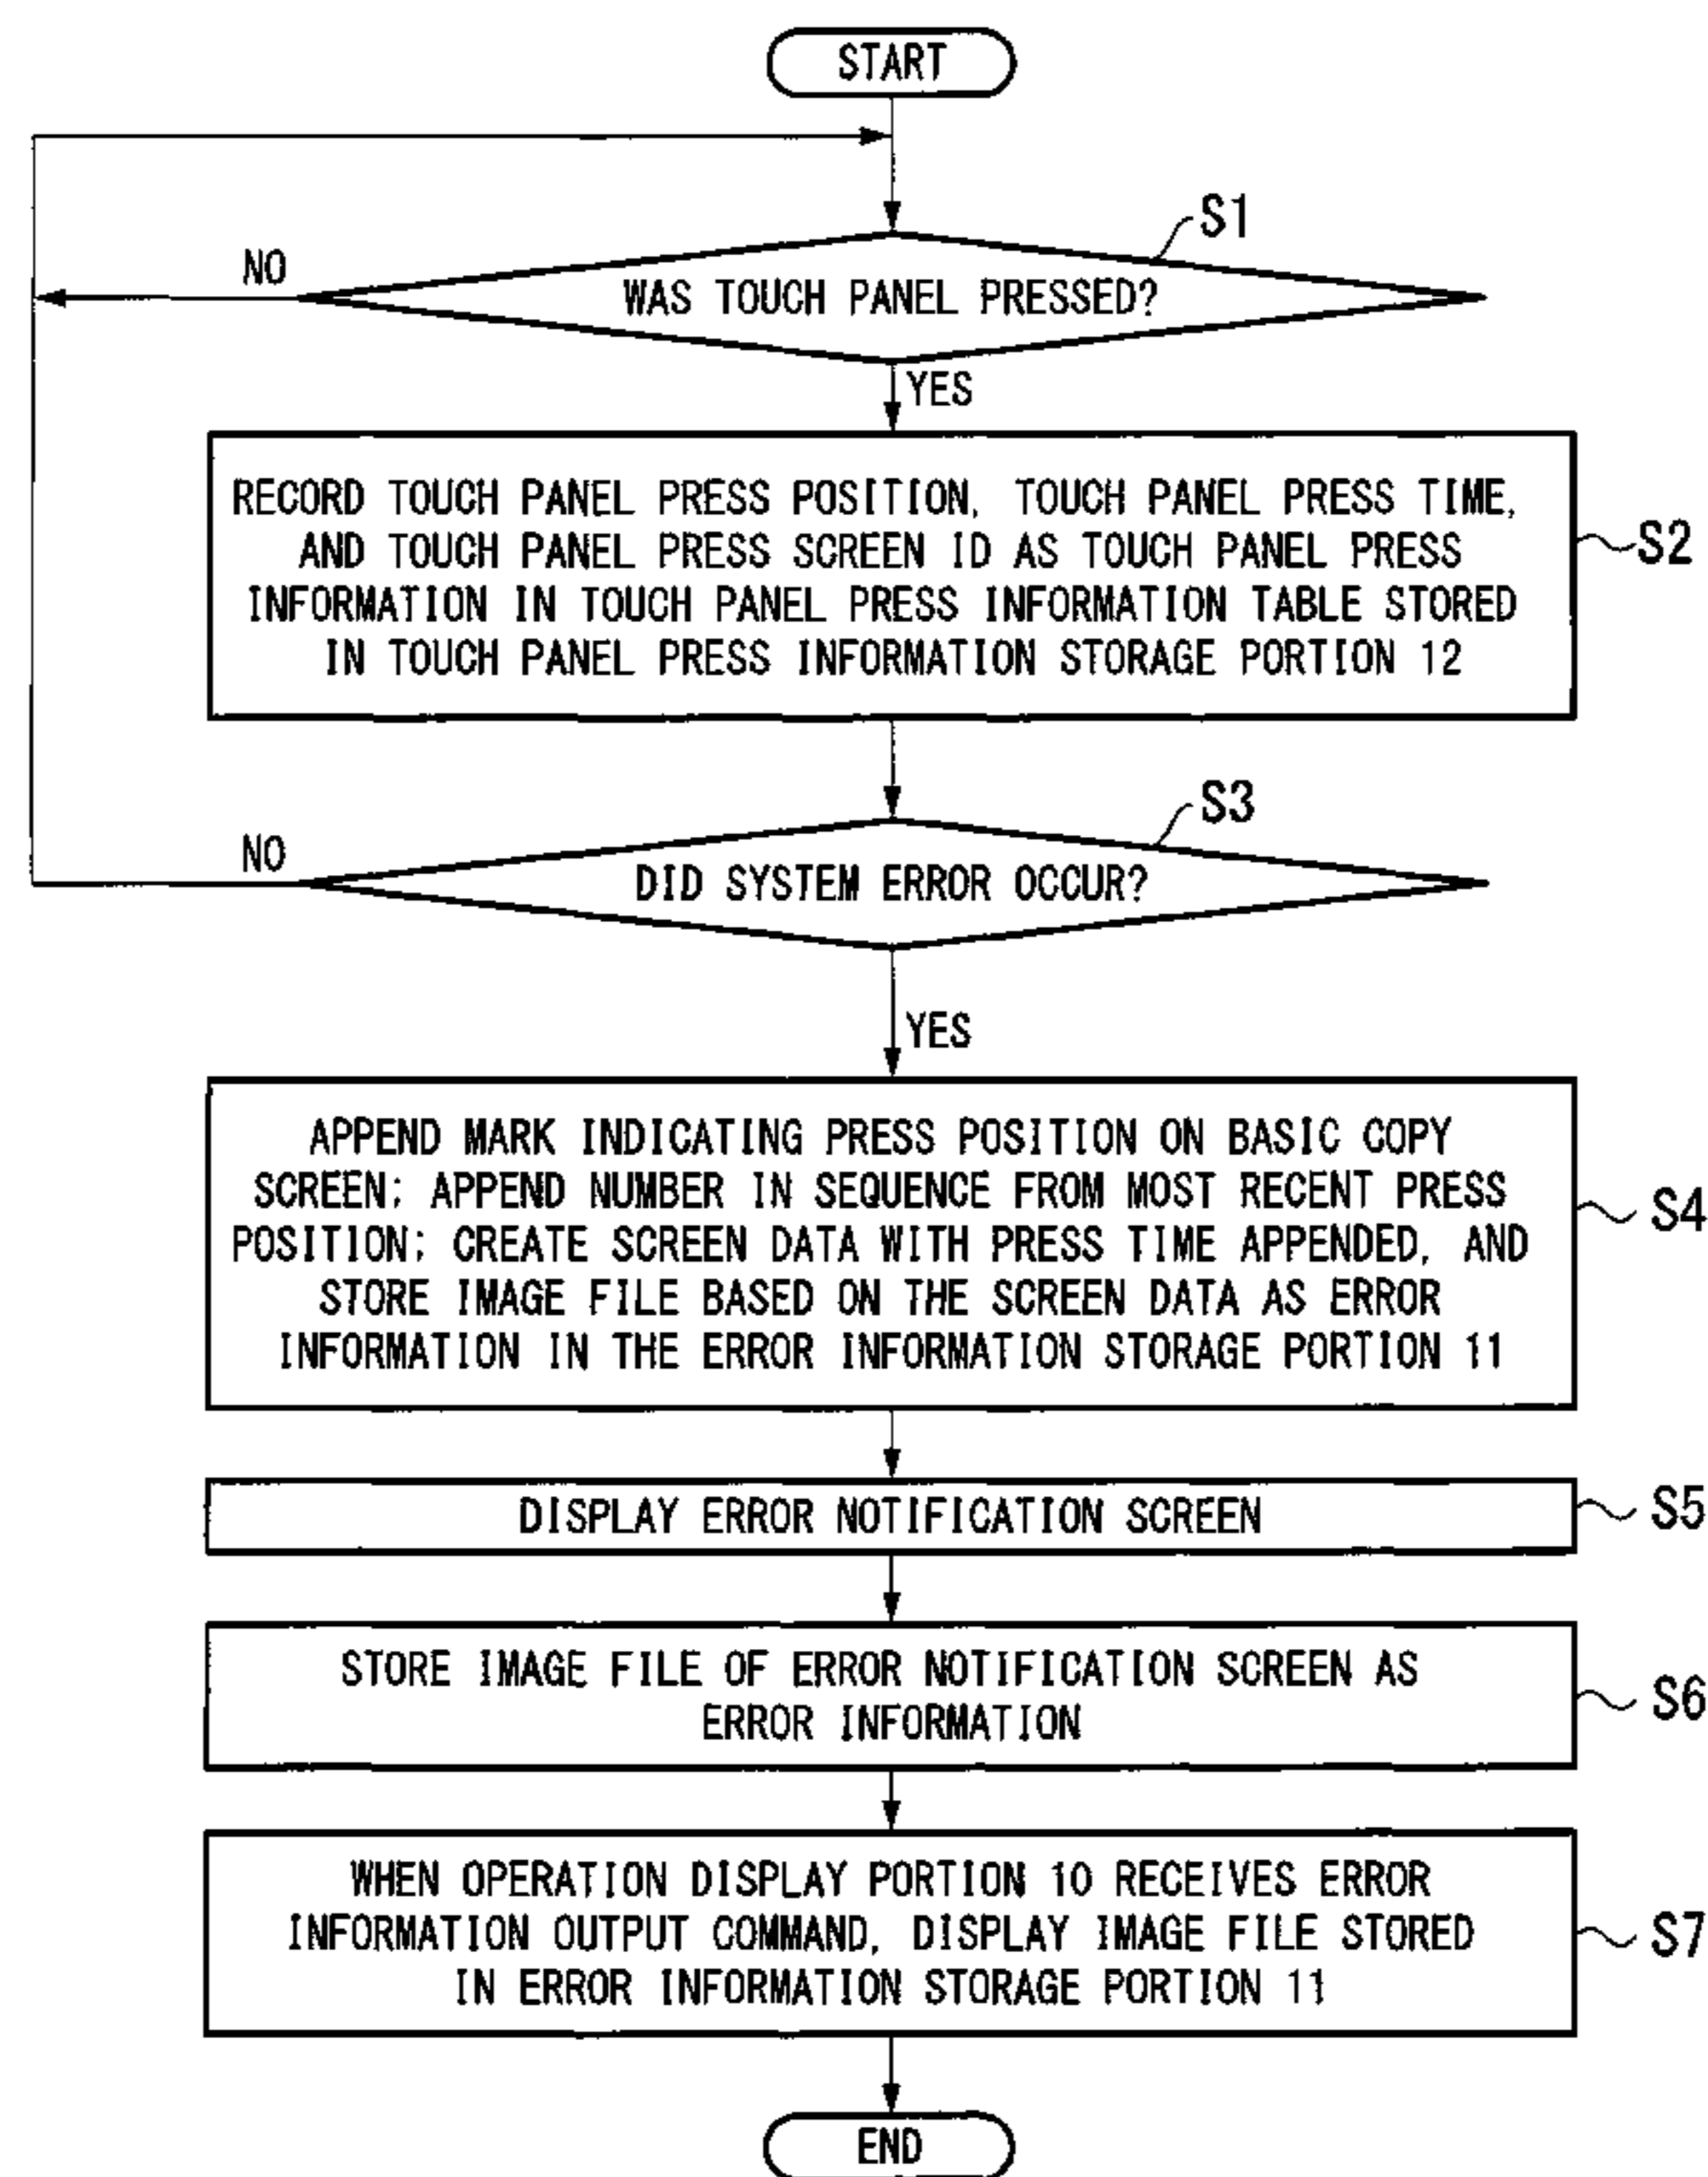 START
S1
NO
WAS TOUCH PANEL PRESSED?
YES
RECORD TOUCH PANEL PRESS POSITION, TOUCH PANEL PRESS TIME,
AND TOUCH PANEL PRESS SCREEN ID AS TOUCH PANEL PRESS
INFORMATION IN TOUCH PANEL PRESS INFORMATION TABLE STORED
IN TOUCH PANEL PRESS INFORMATION STORAGE PORTION 12
S2
S3
NO
DID SYSTEM ERROR OCCUR?
YES
APPEND MARK INDICATING PRESS POSITION ON BASIC COPY
SCREEN; APPEND NUMBER IN SEQUENCE FROM MOST RECENT PRESS
POSITION; CREATE SCREEN DATA WITH PRESS TIME APPENDED, AND
STORE IMAGE FILE BASED ON THE SCREEN DATA AS ERROR
INFORMATION IN THE ERROR INFORMATION STORAGE PORTION 11
S4
DISPLAY ERROR NOTIFICATION SCREEN
S5
STORE IMAGE FILE OF ERROR NOTIFICATION SCREEN AS
ERROR INFORMATION
S6
WHEN OPERATION DISPLAY PORTION 10 RECEIVES ERROR
INFORMATION OUTPUT COMMAND, DISPLAY IMAGE FILE STORED
IN ERROR INFORMATION STORAGE PORTION 11
S7
END